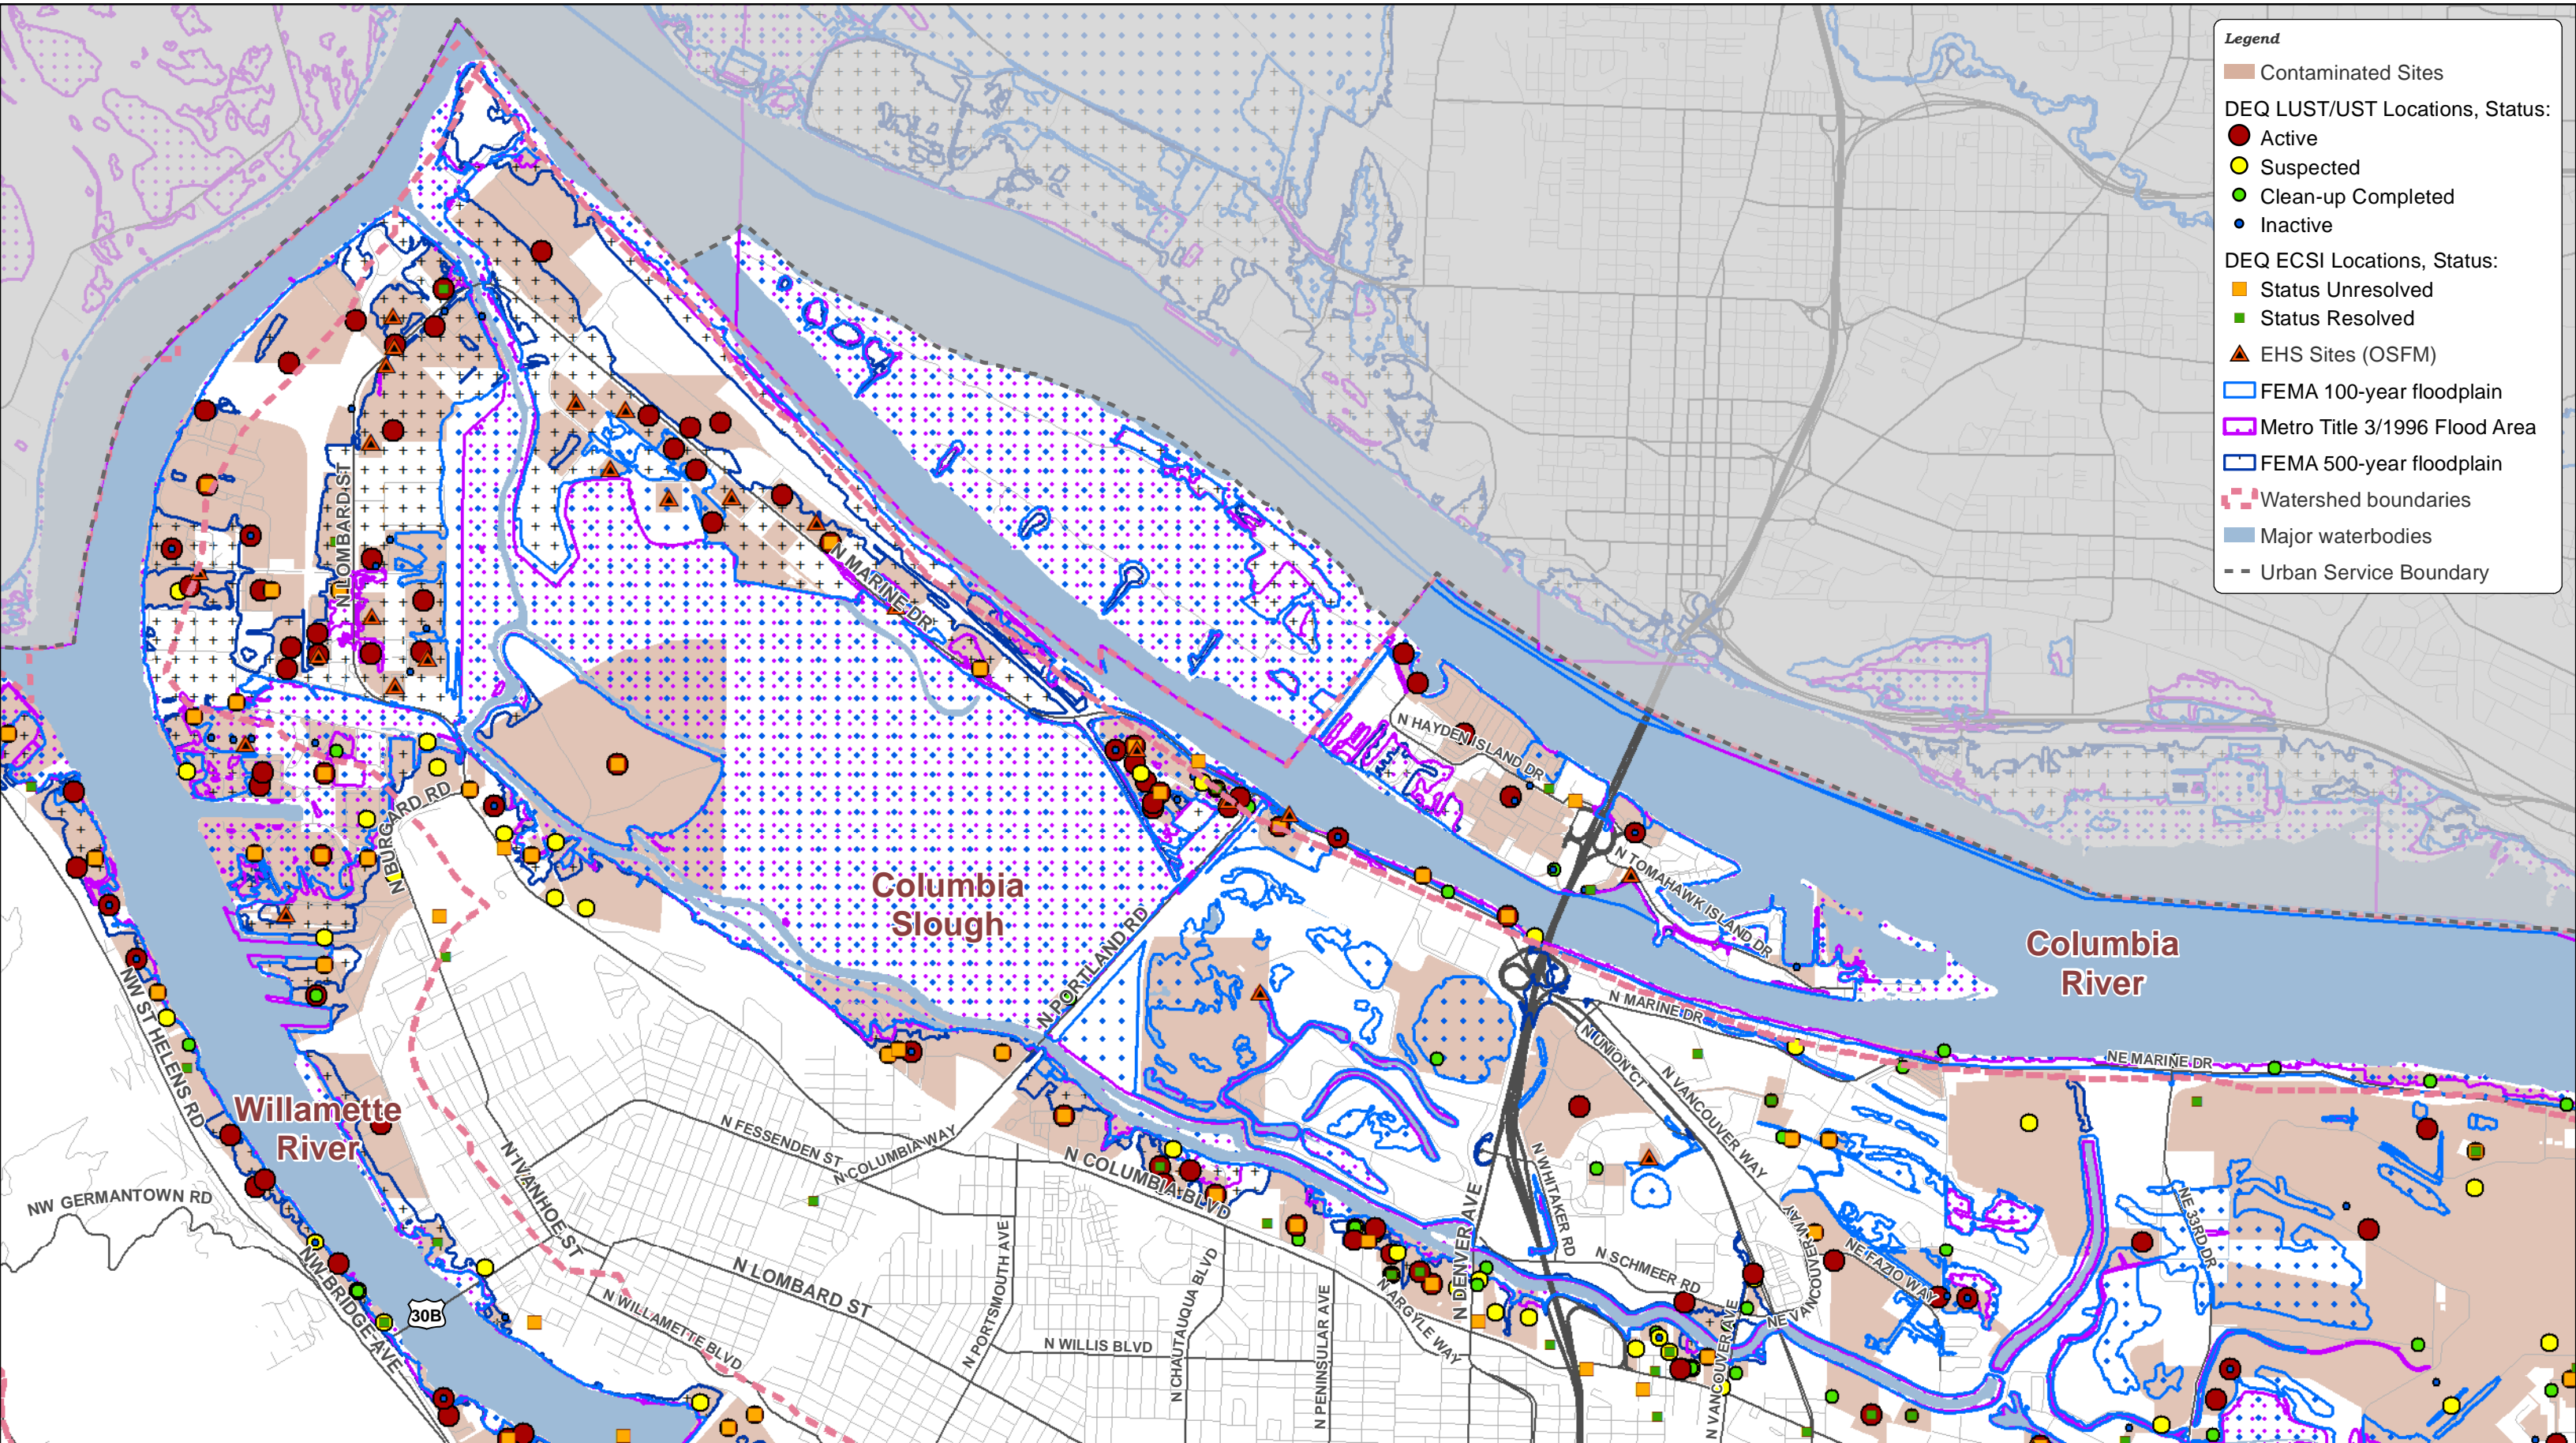 Legend
Contaminated Sites
DEQ LUST/UST Locations, Status:
Active
Suspected
Clean-up Completed
Inactive
DEQ ECSI Locations, Status:
Status Unresolved
Status Resolved
EHS Sites (OSFM)
FEMA 100-year floodplain
Metro Title 3/1996 Flood Area
FEMA 500-year floodplain
Watershed boundaries
Major waterbodies
Urban Service Boundary
N LOMBARD ST
N MARINE DR
N HAYDEN ISLAND DR
N BURGARD RD
N TOMAHAWK ISLAND DR
Columbia
Slough
Columbia
River
N PORTLAND RD
NW ST HELENS RD
N MARINE DR
N UNION CT
N VANCOUVER WAY
NE MARINE DR
Willamette
River
N FESSENDEN ST
N COLUMBIA WAY
N IVANHOE ST
N COLUMBIA BLVD
N WHITAKER RD
NW GERMANTOWN RD
N DENVER AVE
NE 33RD DR
NE VANCOUVER WAY
NE FAZIO WAY
N SCHMEER RD
N LOMBARD ST
N PORTSMOUTH AVE
N CHAUTAUQUA BLVD
N PENINSULAR AVE
N ARGYLE WAY
N WILLAMETTE BLVD
N WILLIS BLVD
NW BRIDGE AVE
30B
N VANCOUVER AVE